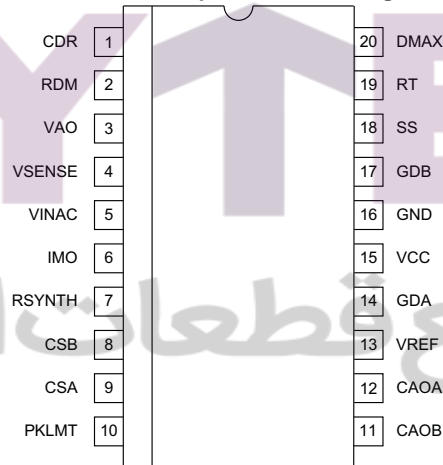 CDR 1 20 DMAX
RDM 2 19 RT
VAO 3 18 SS
VSENSE 4 17 GDB
VINAC 5 16 GND
IMO 6 15 VCC
RSYNTH 7 14 GDA
CSB 8 13 VREF
CSA 9 12 CAOA
PKLMT 10 11 CAOB